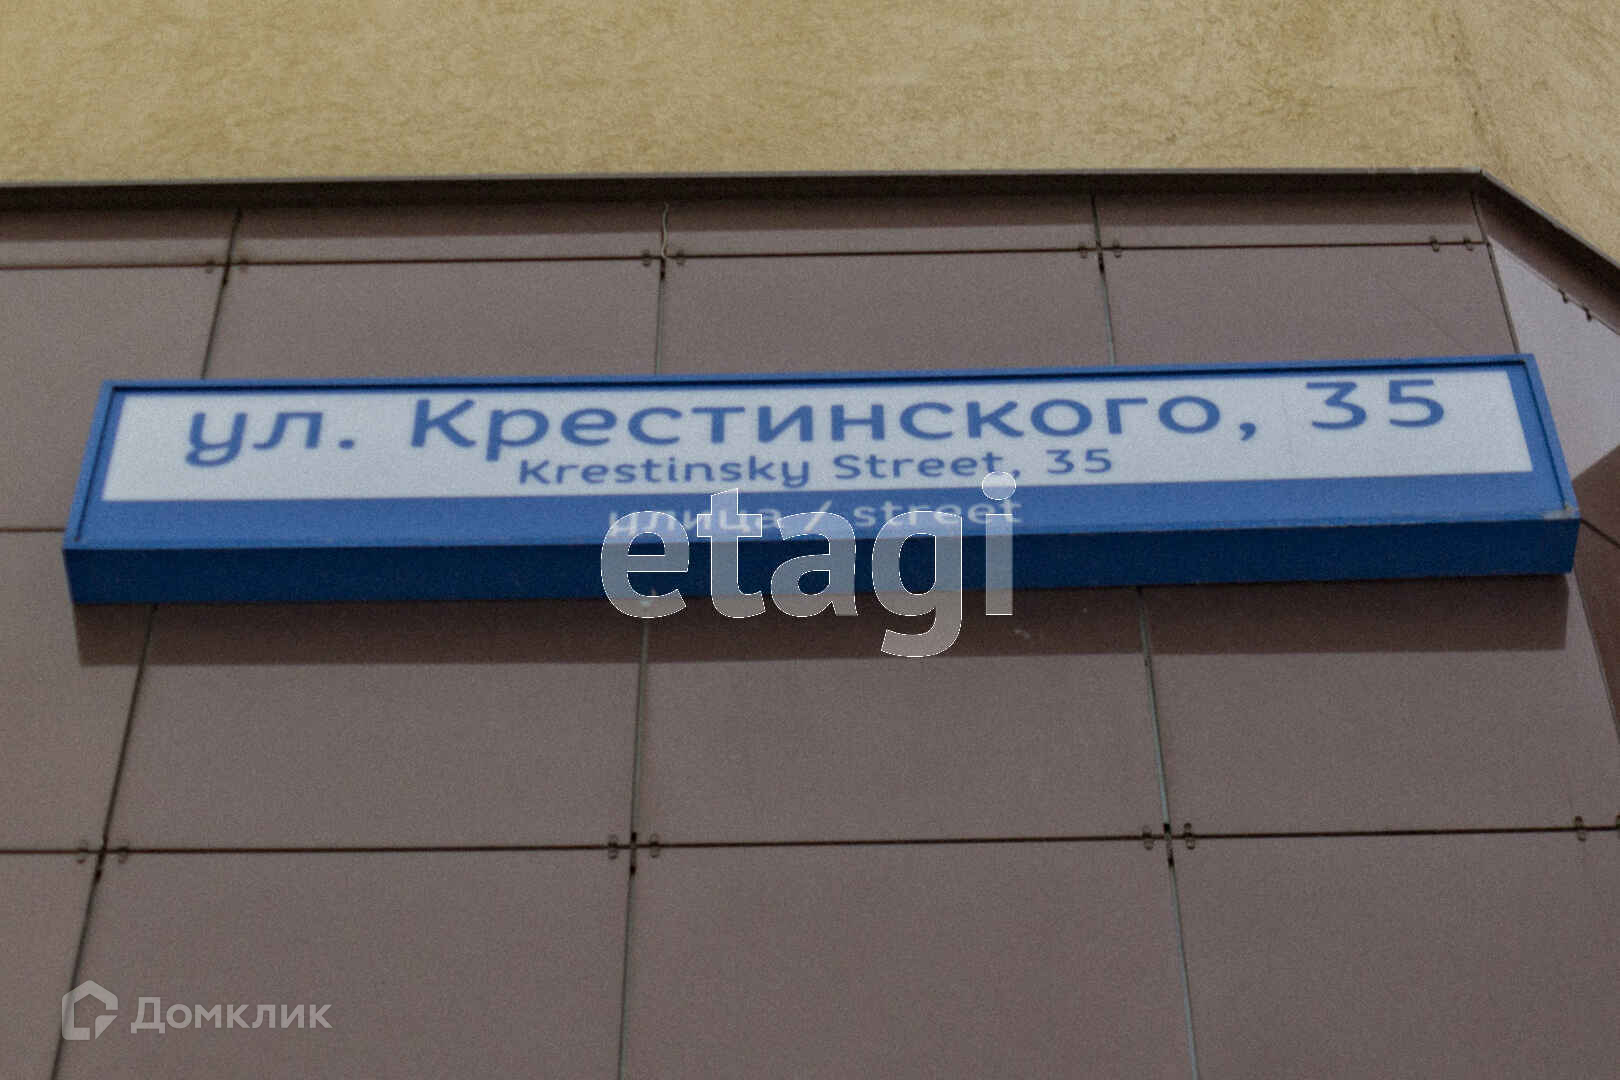 ул. Крестинского, 35
Krestinsky Street, 35
улица / street
etagi
Домклик